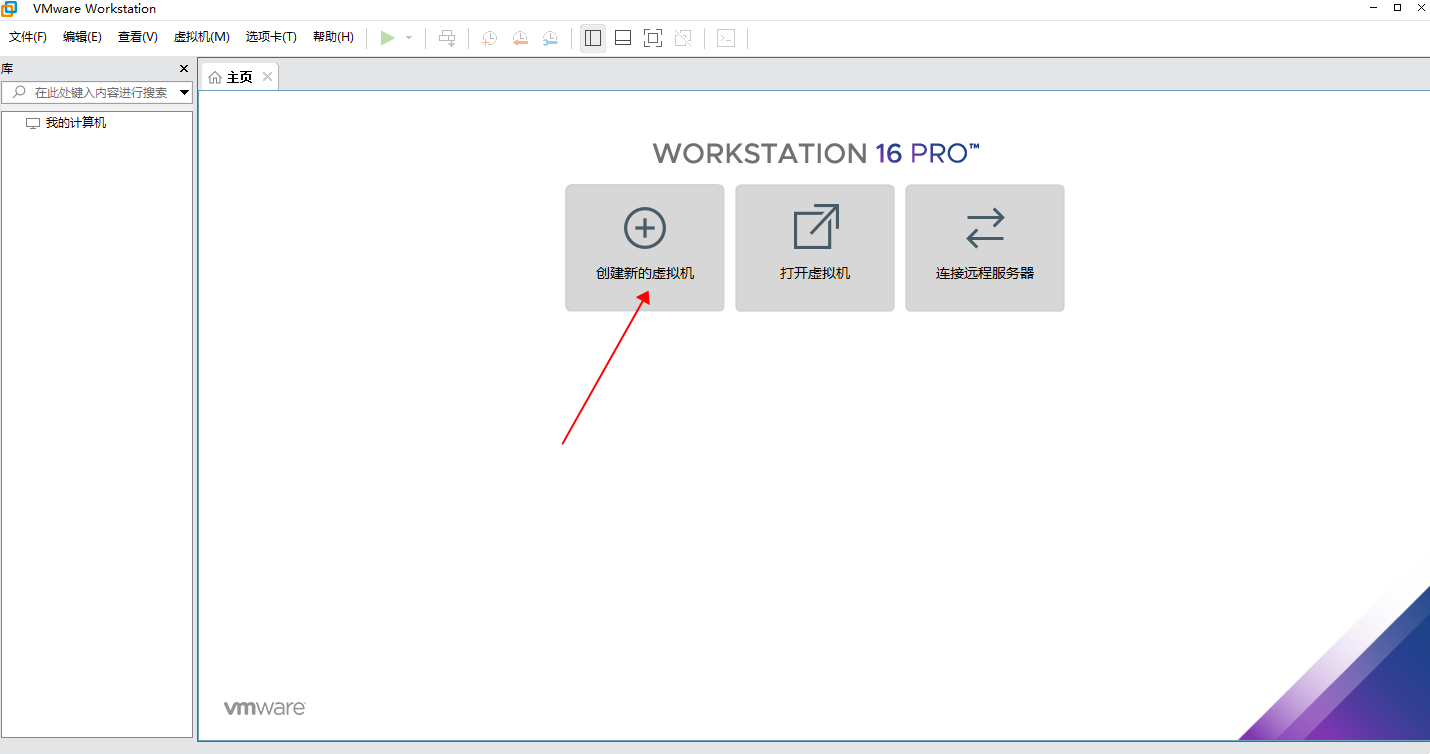 VMware Workstation
文件(F) 编辑(E) 查看(V) 虚拟机(M) 选项卡(T) 帮助(H)
库
主页
在此处键入内容进行搜索
我的计算机
WORKSTATION 16 PRO™
创建新的虚拟机 打开虚拟机 连接远程服务器
vmware